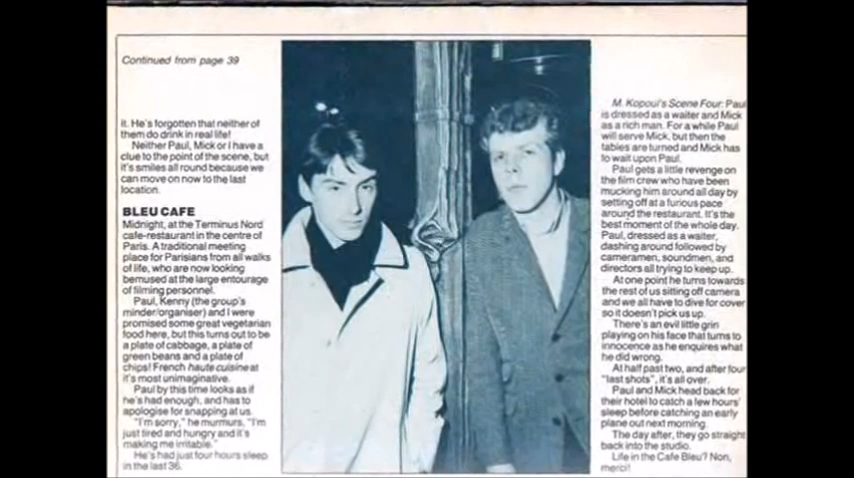 Continued from page 39
it. He's forgotten that neither of
them do drink in real life!
Neither Paul, Mick or I have a
clue to the point of the scene, but
it's smiles all round because we
can move on now to the last
location.
BLEU CAFE
Midnight, at the Terminus Nord
cafe-restaurant in the centre of
Paris. A traditional meeting
place for Parisians from all walks
of life, who are now looking
bemused at the large entourage
of filming personnel.
Paul, Kenny (the group's
minder/organiser) and I were
promised some great vegetarian
food here, but this turns out to be
a plate of cabbage, a plate of
green beans and a plate of
chips! French haute cuisine at
it's most unimaginative.
Paul by this time looks as if
he's had enough, and has to
apologise for snapping at us.
"I'm sorry," he murmurs, "I'm
just tired and hungry and it's
making me irritable."
He's had just four hours sleep
in the last 36.
M. Kopoul's Scene Four: Paul
is dressed as a waiter and Mick
as a rich man. For a while Paul
will serve Mick, but then the
tables are turned and Mick has
to wait upon Paul.
Paul gets a little revenge on
the film crew who have been
mucking him around all day by
setting off at a furious pace
around the restaurant. It's the
best moment of the whole day.
Paul, dressed as a waiter,
dashing around followed by
cameramen, soundmen, and
directors all trying to keep up.
At one point he turns towards
the rest of us sitting off camera
and we all have to dive for cover
so it doesn't pick us up.
There's an evil little grin
playing on his face that turns to
innocence as he enquires what
he did wrong.
At half past two, and after four
"last shots", it's all over.
Paul and Mick head back for
their hotel to catch a few hours'
sleep before catching an early
plane out next morning.
The day after, they go straight
back into the studio.
Life in the Cafe Bleu? Non,
merci!